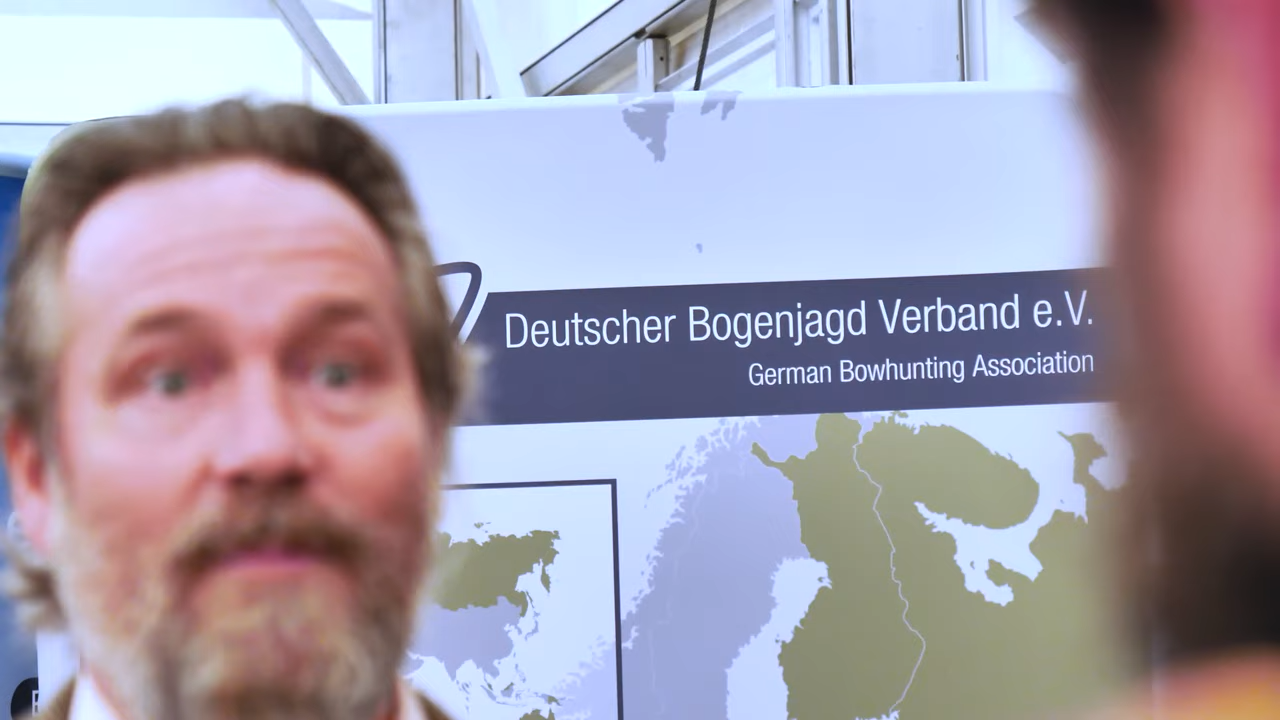 Deutscher Bogenjagd Verband e.V.
German Bowhunting Association